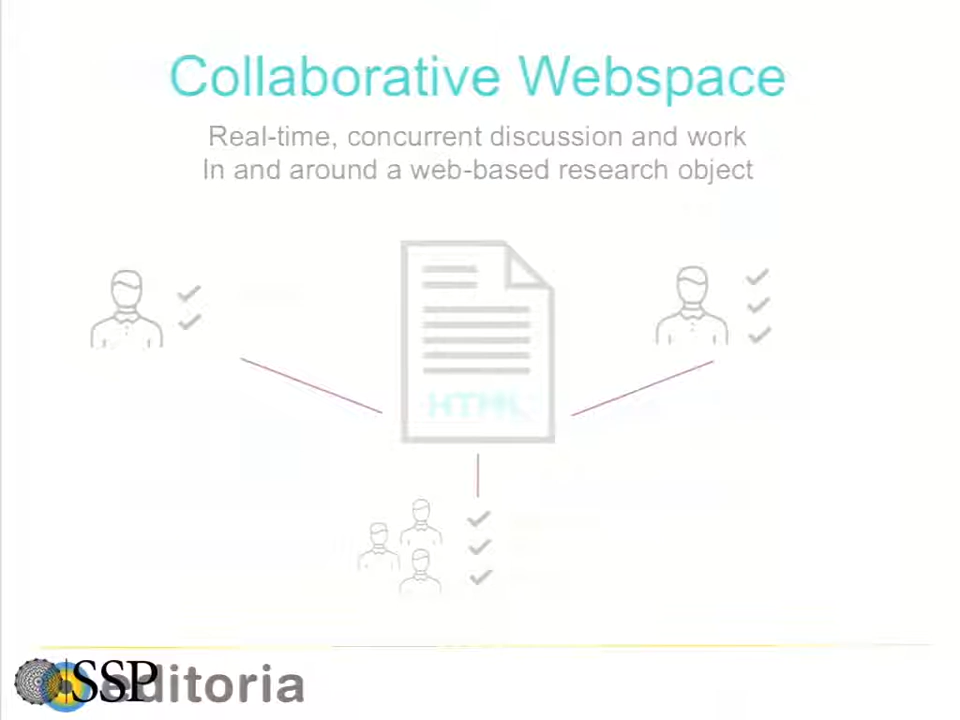 Collaborative Webspace
Real-time, concurrent discussion and work
In and around a web-based research object
HTML
SSP
editoria